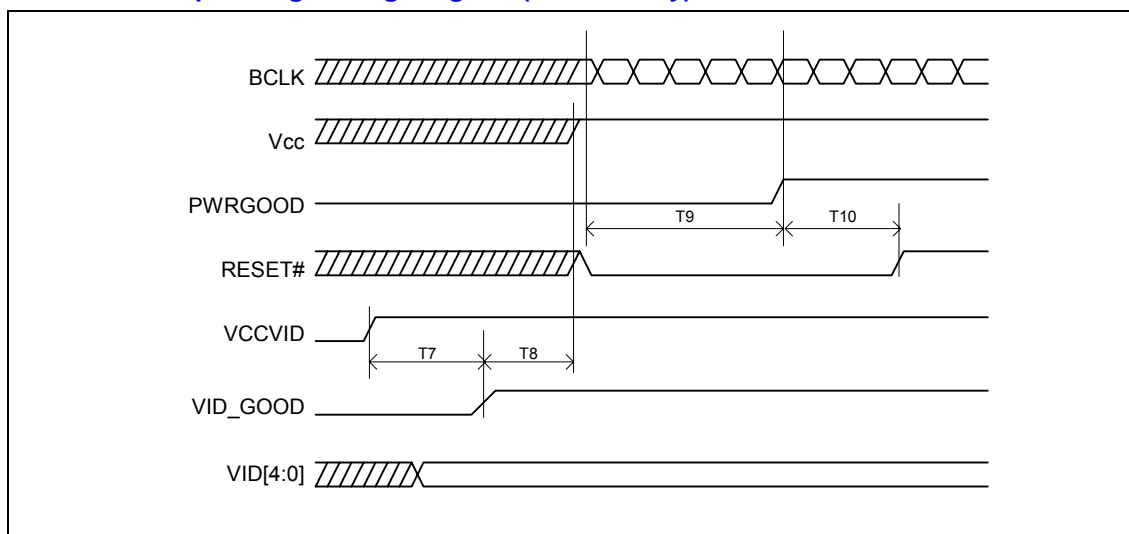 BCLK
Vcc
PWRGOOD
T9
T10
RESET#
VCCVID
T7
T8
VID_GOOD
VID[4:0]